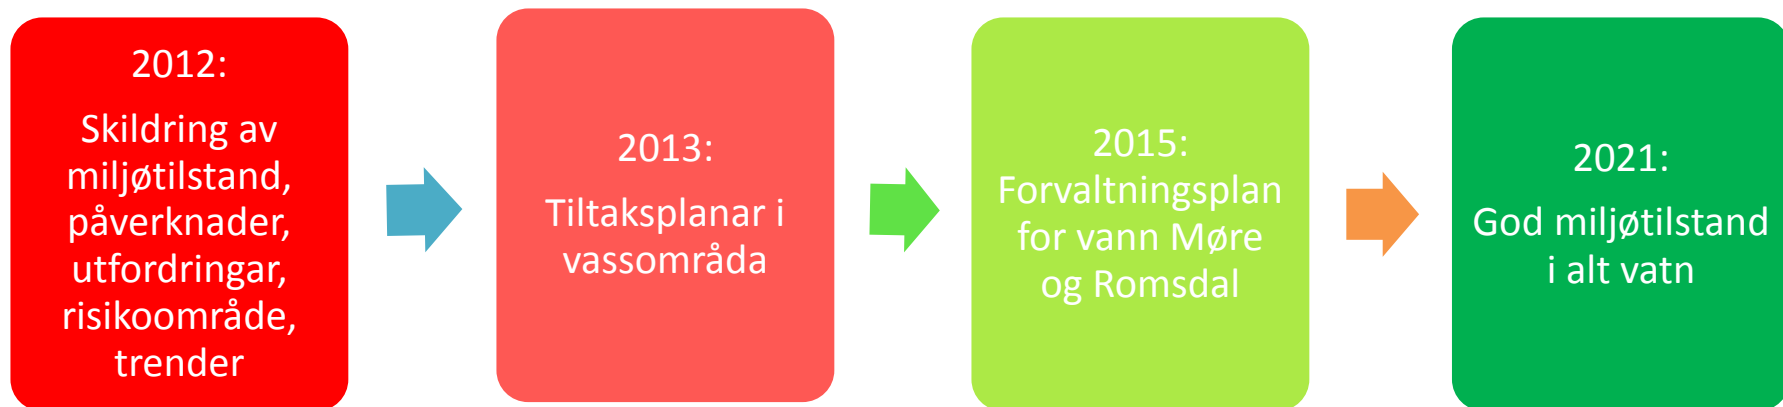 2012:
Skildring av
miljøtilstand,
påverknader,
utfordringar,
risikoområde,
trender
2013:
Tiltaksplanar i
vassområda
2015:
Forvaltningsplan
for vann Møre
og Romsdal
2021:
God miljøtilstand
i alt vatn